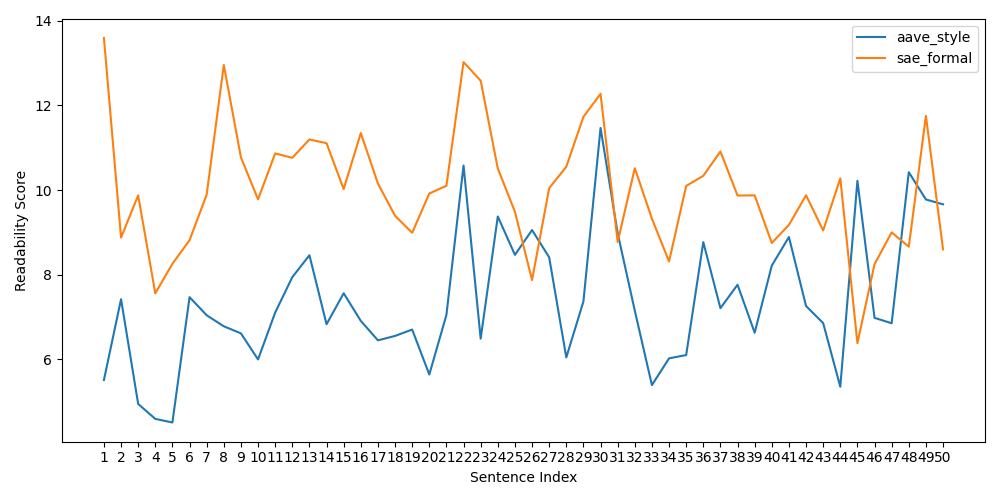 14
12
10
8
6
Readability Score
aave_style
sae_formal
1 2 3 4 5 6 7 8 9 10 11 12 13 14 15 16 17 18 19 20 21 22 23 24 25 26 27 28 29 30 31 32 33 34 35 36 37 38 39 40 41 42 43 44 45 46 47 48 49 50
Sentence Index